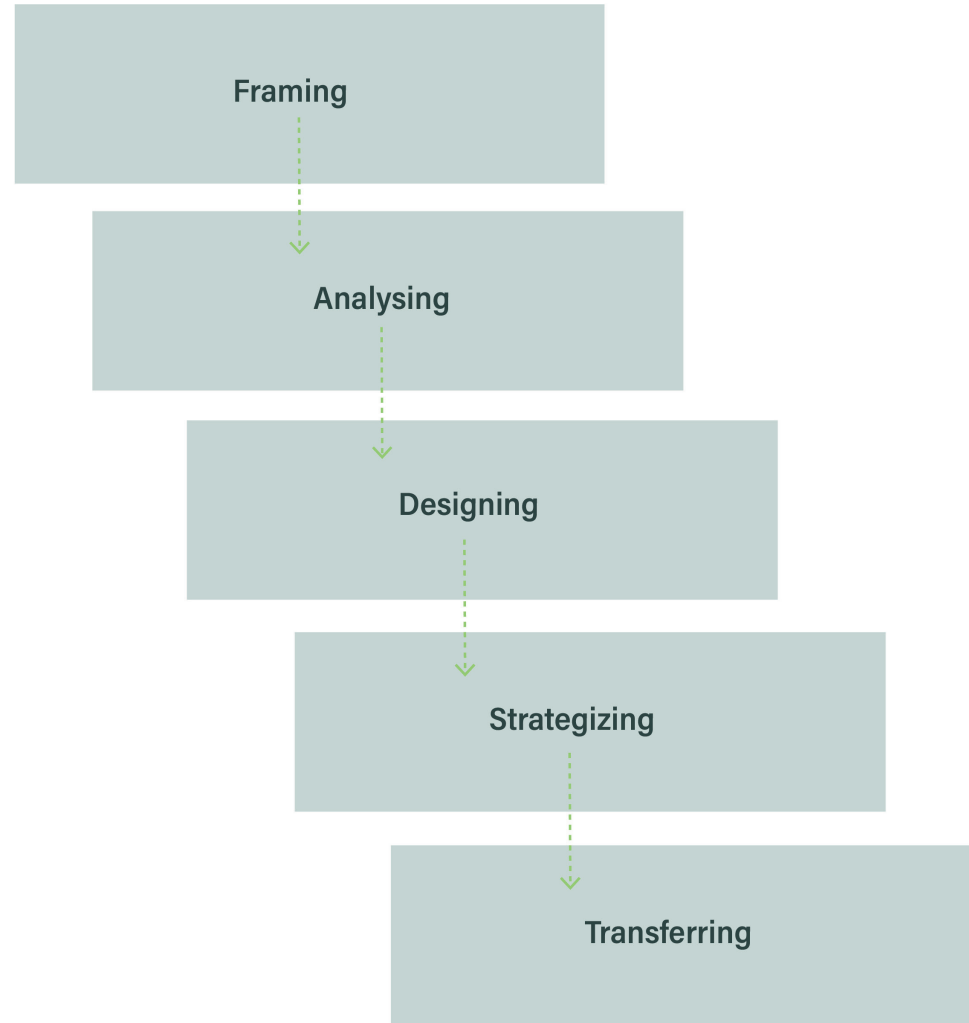 Framing
Analysing
Designing
Strategizing
Transferring